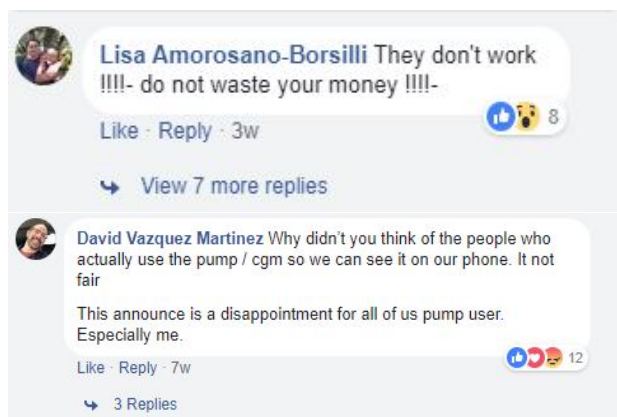 Lisa Amorosano-Borsilli They don't work
!!!!- do not waste your money !!!!-
8
Like · Reply · 3w
View 7 more replies
David Vazquez Martinez Why didn't you think of the people who
actually use the pump / cgm so we can see it on our phone. It not
fair
This announce is a disappointment for all of us pump user.
Especially me.
12
Like · Reply · 7w
3 Replies